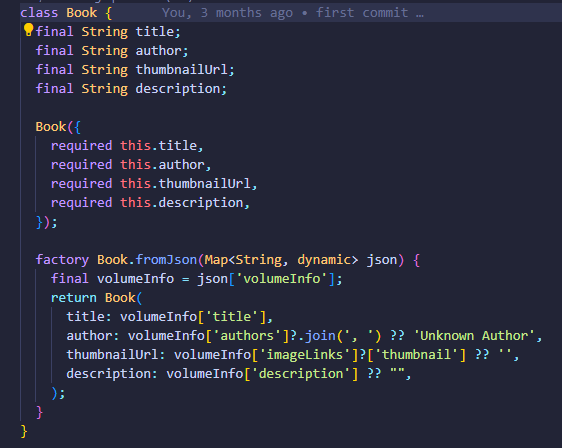 class Book {    You, 3 months ago • first commit …
  final String title;
  final String author;
  final String thumbnailUrl;
  final String description;

  Book({
    required this.title,
    required this.author,
    required this.thumbnailUrl,
    required this.description,
  });

  factory Book.fromJson(Map<String, dynamic> json) {
    final volumeInfo = json['volumeInfo'];
    return Book(
      title: volumeInfo['title'],
      author: volumeInfo['authors']?.join(', ') ?? 'Unknown Author',
      thumbnailUrl: volumeInfo['imageLinks']?['thumbnail'] ?? '',
      description: volumeInfo['description'] ?? "",
    );
  }
}